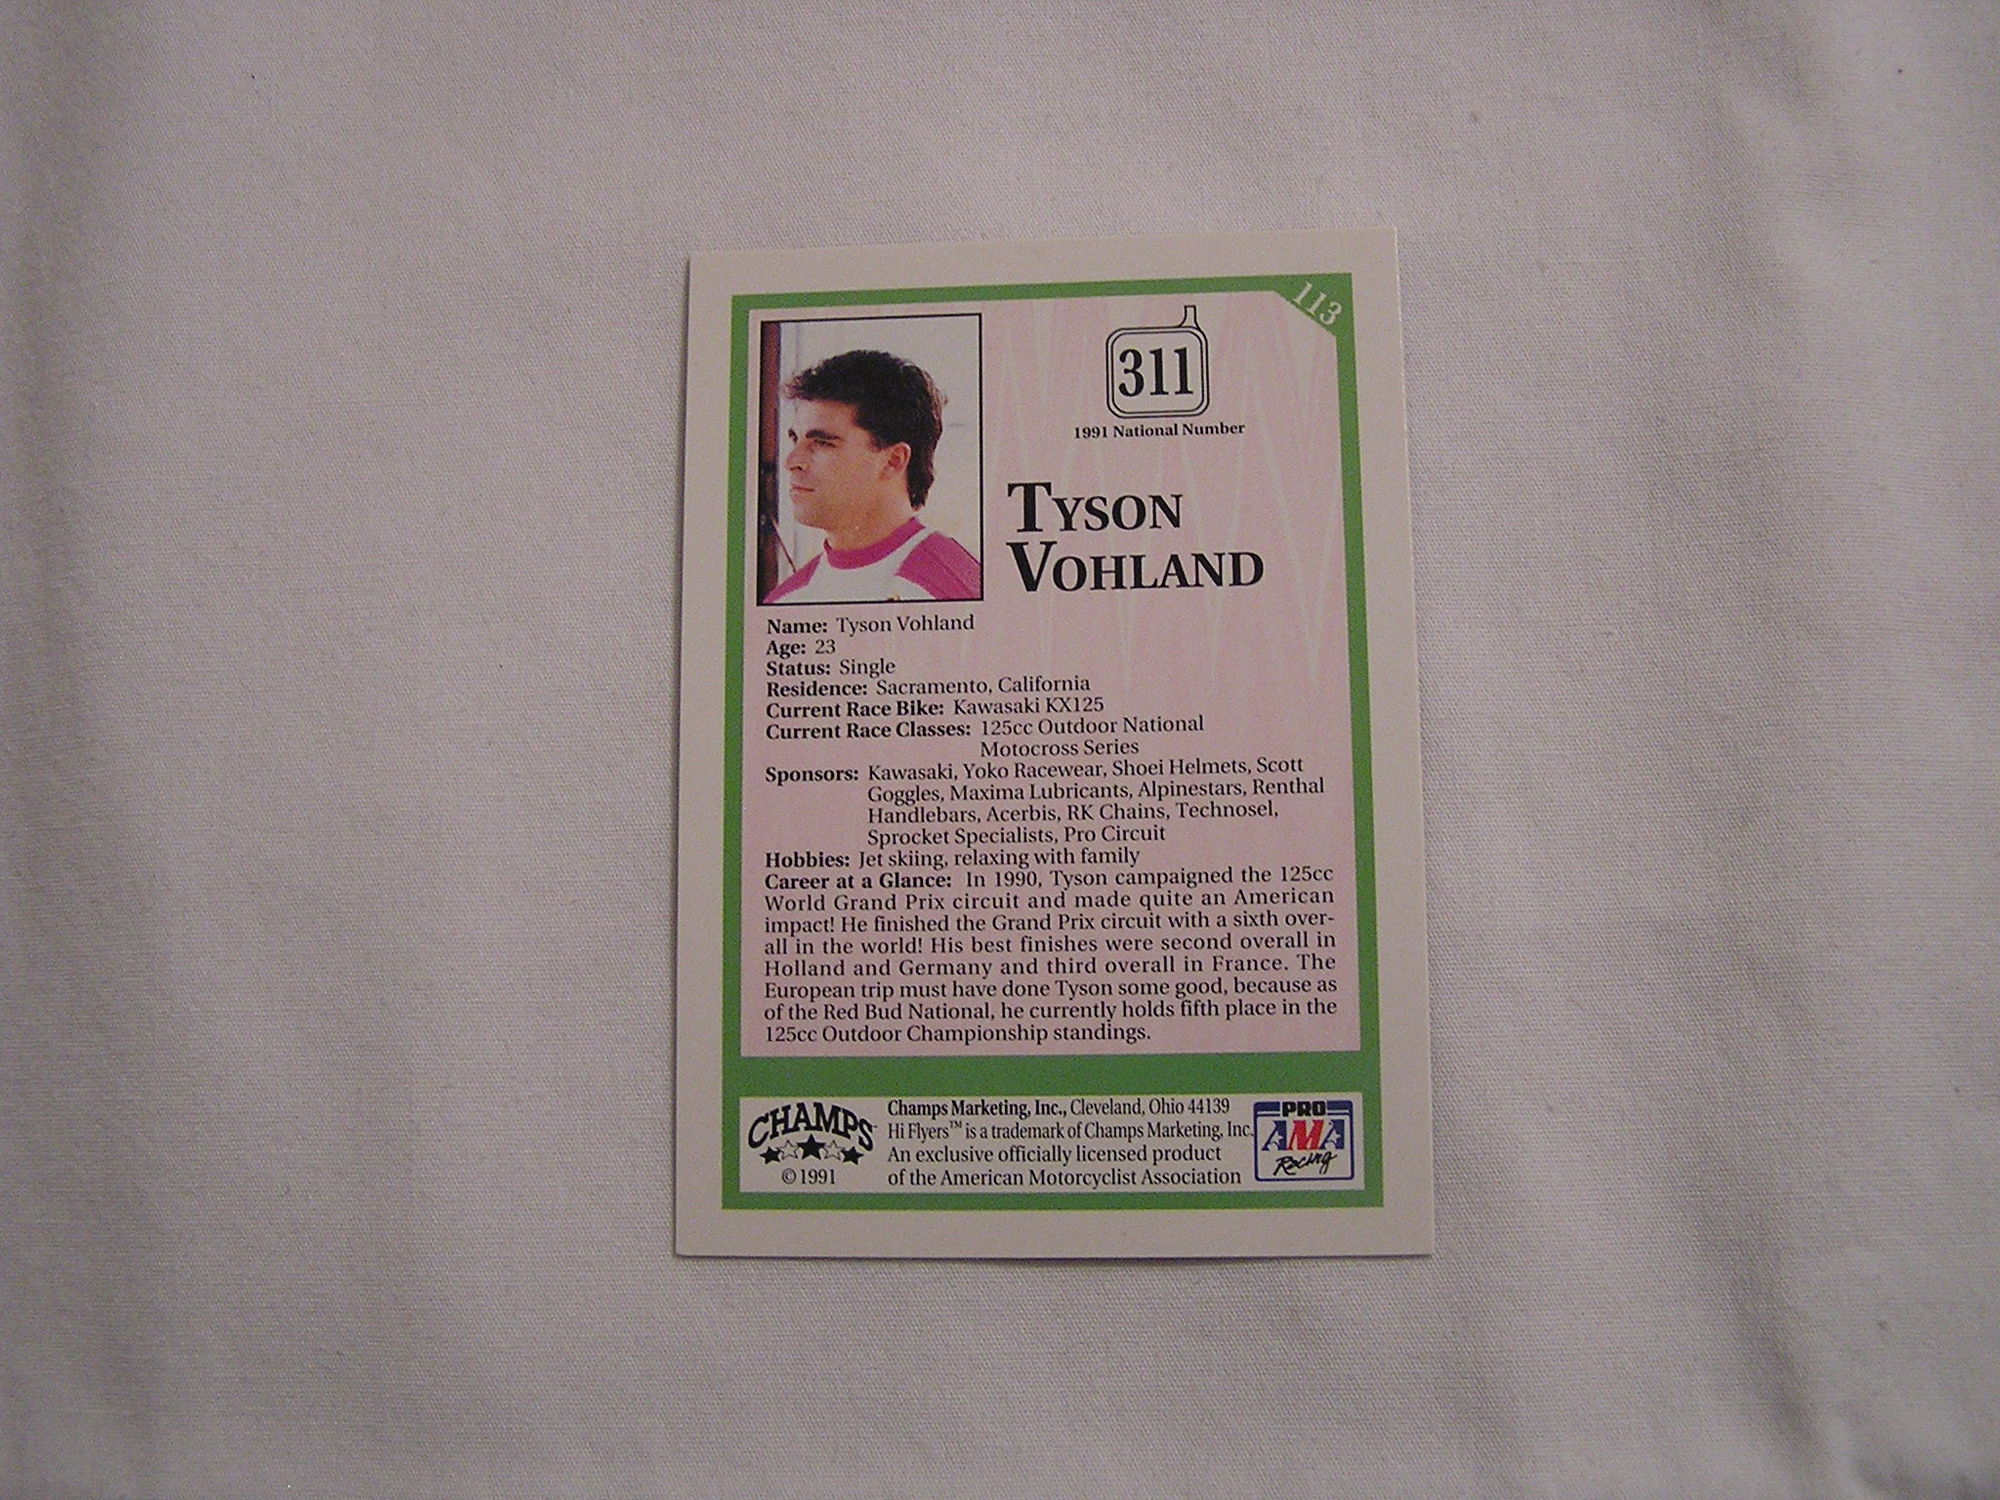 113
311
1991 National Number
TYSON
VOHLAND
Name: Tyson Vohland
Age: 23
Status: Single
Residence: Sacramento, California
Current Race Bike: Kawasaki KX125
Current Race Classes: 125cc Outdoor National
Motocross Series
Sponsors: Kawasaki, Yoko Racewear, Shoei Helmets, Scott
Goggles, Maxima Lubricants, Alpinestars, Renthal
Handlebars, Acerbis, RK Chains, Technosel,
Sprocket Specialists, Pro Circuit
Hobbies: Jet skiing, relaxing with family
Career at a Glance: In 1990, Tyson campaigned the 125cc
World Grand Prix circuit and made quite an American
impact! He finished the Grand Prix circuit with a sixth over-
all in the world! His best finishes were second overall in
Holland and Germany and third overall in France. The
European trip must have done Tyson some good, because as
of the Red Bud National, he currently holds fifth place in the
125cc Outdoor Championship standings.
CHAMPS
© 1991
Champs Marketing, Inc., Cleveland, Ohio 44139
Hi Flyers™ is a trademark of Champs Marketing, Inc.
An exclusive officially licensed product
of the American Motorcyclist Association
PRO
AMA
Racing